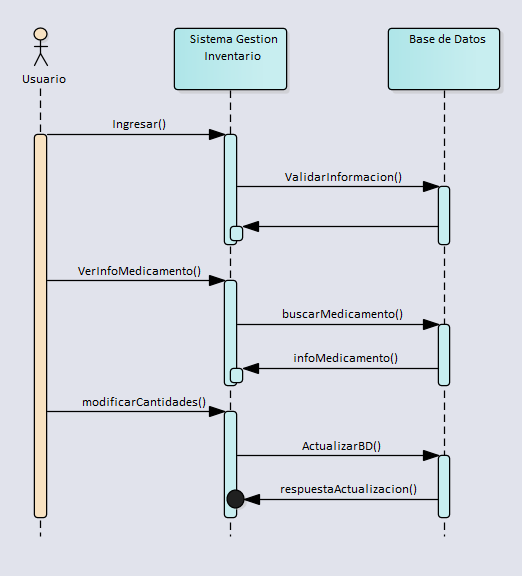 Sistema Gestion
Inventario
Base de Datos
Usuario
Ingresar()
ValidarInformacion()
VerInfoMedicamento()
buscarMedicamento()
infoMedicamento()
modificarCantidades()
ActualizarBD()
respuestaActualizacion()